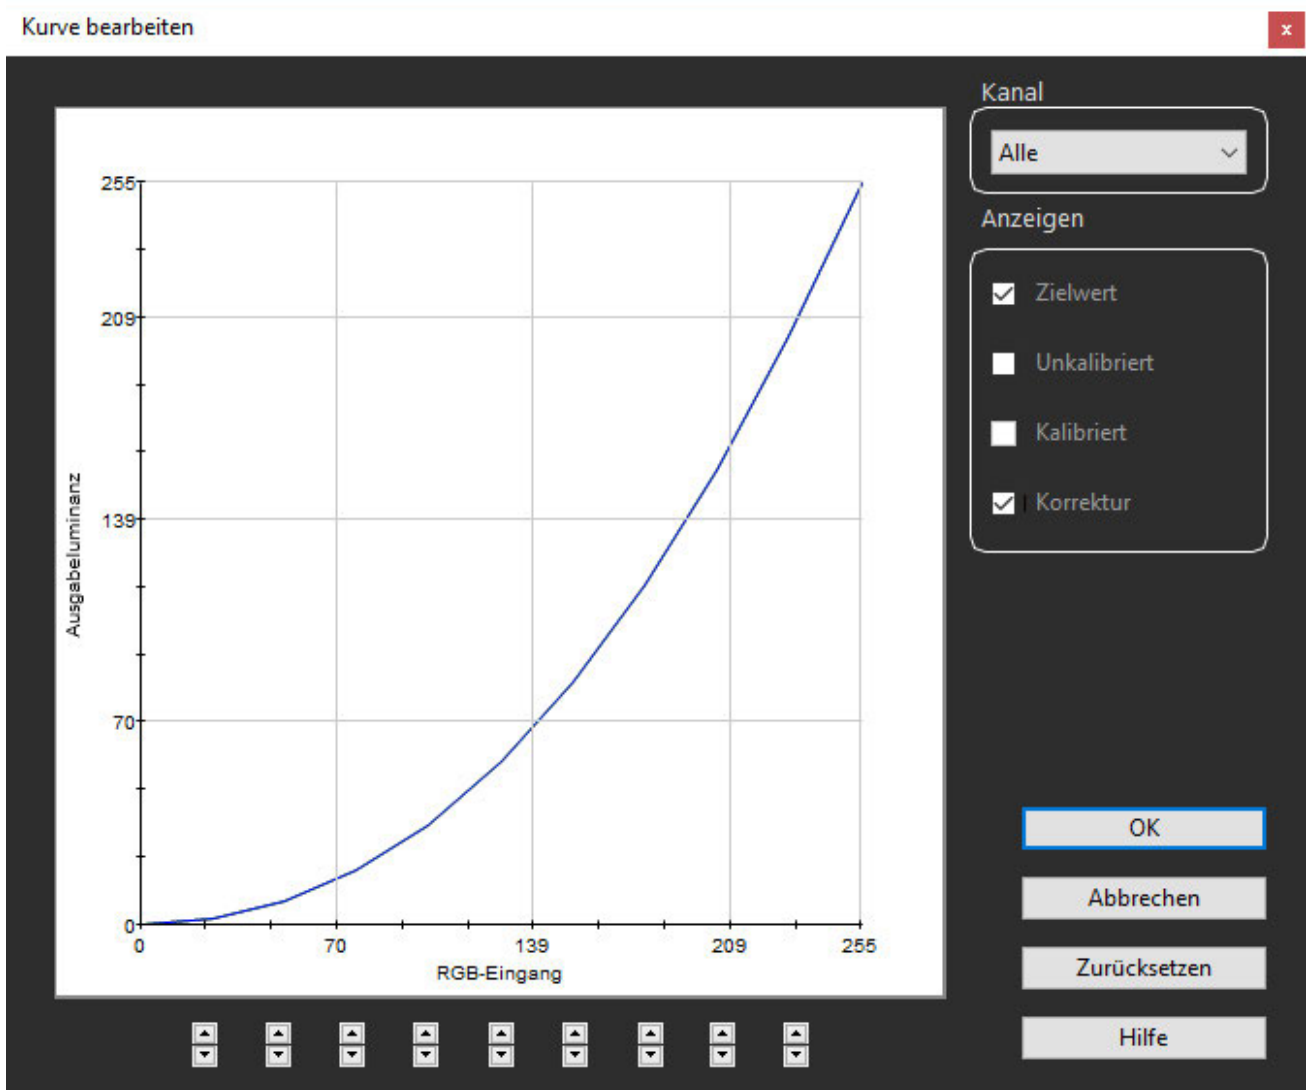 Kurve bearbeiten
x
Kanal
Alle
Anzeigen
Zielwert
Unkalibriert
Kalibriert
Korrektur
255
209
139
70
0
Ausgabeluminanz
0 70 139 209 255
RGB-Eingang
OK
Abbrechen
Zurücksetzen
Hilfe